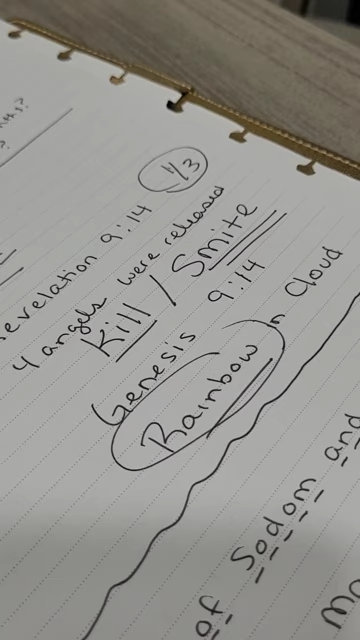 1/3
Revelation 9:14
4 angels were released
Kill / Smite
Genesis 9:14
Rainbow in Cloud
of Sodom and